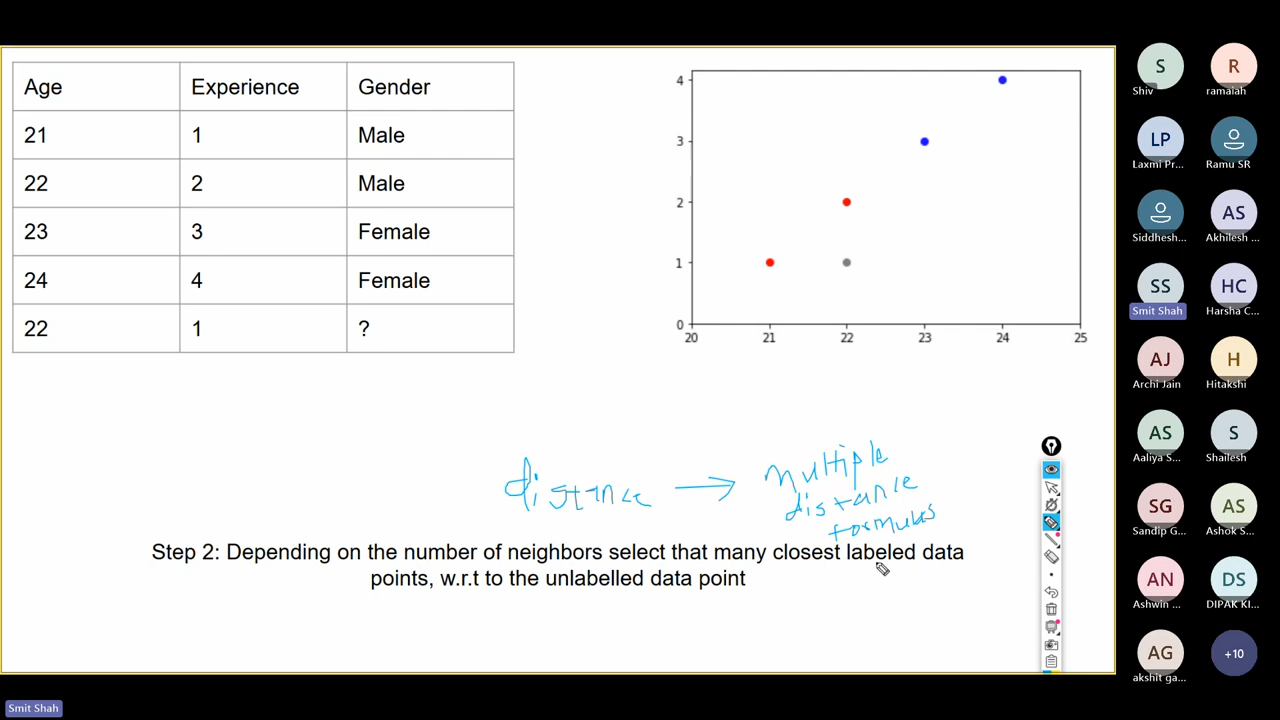 Age Experience Gender
21 1 Male
22 2 Male
23 3 Female
24 4 Female
22 1 ?
4
3
2
1
0
20 21 22 23 24 25
distance → multiple
distance
formulas
Step 2: Depending on the number of neighbors select that many closest labeled data
points, w.r.t to the unlabelled data point
S R
Shiv ramaiah
LP
Laxmi Pr... Ramu SR
AS
Siddhesh... Akhilesh ...
SS HC
Smit Shah Harsha C...
AJ H
Archi Jain Hitakshi
AS S
Aaliya S... Shailesh
SG AS
Sandip G... Ashok S...
AN DS
Ashwin ... DIPAK KI...
AG +10
akshit ga...
Smit Shah